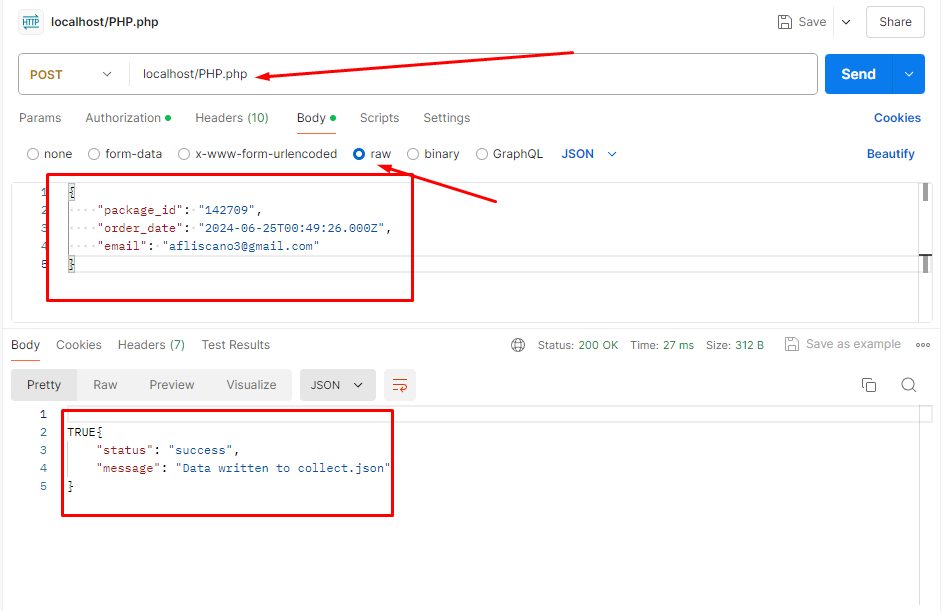 HTTP localhost/PHP.php Save Share
POST localhost/PHP.php Send
Params Authorization Headers (10) Body Scripts Settings Cookies
none form-data x-www-form-urlencoded raw binary GraphQL JSON Beautify
1 {
2 "package_id": "142709",
3 "order_date": "2024-06-25T00:49:26.000Z",
4 "email": "afliscano3@gmail.com"
5 }
Body Cookies Headers (7) Test Results Status: 200 OK Time: 27 ms Size: 312 B Save as example
Pretty Raw Preview Visualize JSON
1
2 TRUE{
3 "status": "success",
4 "message": "Data written to collect.json"
5 }